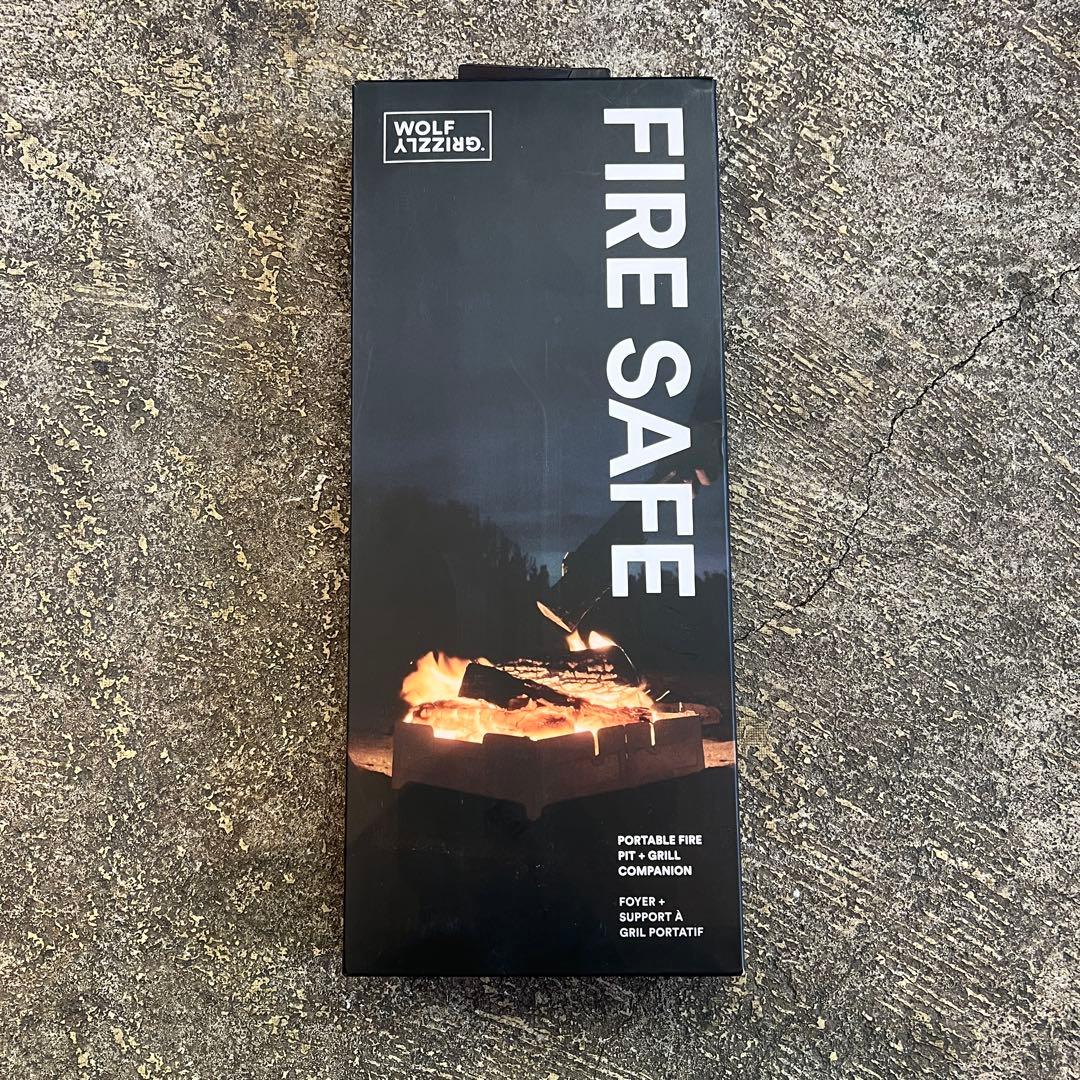 WOLF
GRIZZLY
FIRE SAFE
PORTABLE FIRE
PIT + GRILL
COMPANION
FOYER +
SUPPORT À
GRIL PORTATIF